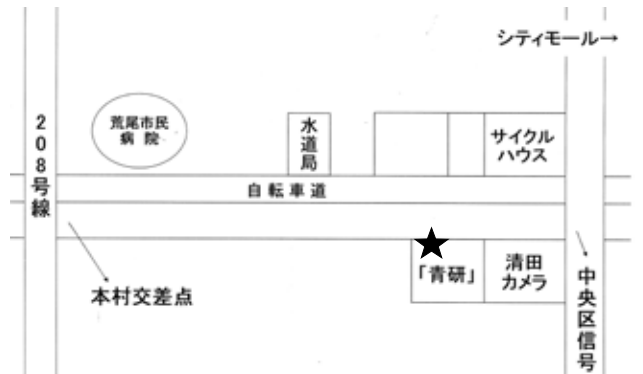 シティモール→
208号線
荒尾市民
病院
水道局
サイクル
ハウス
自転車道
本村交差点
「青研」
清田
カメラ
中央区信号